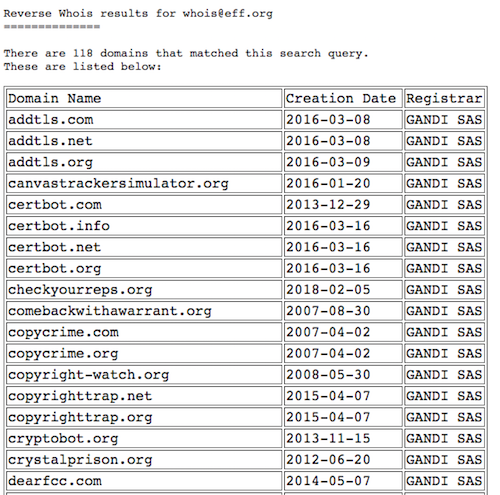 Reverse Whois results for whois@eff.org
==============
There are 118 domains that matched this search query.
These are listed below:
Domain Name Creation Date Registrar
addtls.com 2016-03-08 GANDI SAS
addtls.net 2016-03-08 GANDI SAS
addtls.org 2016-03-09 GANDI SAS
canvastrackersimulator.org 2016-01-20 GANDI SAS
certbot.com 2013-12-29 GANDI SAS
certbot.info 2016-03-16 GANDI SAS
certbot.net 2016-03-16 GANDI SAS
certbot.org 2016-03-16 GANDI SAS
checkyourreps.org 2018-02-05 GANDI SAS
comebackwithawarrant.org 2007-08-30 GANDI SAS
copycrime.com 2007-04-02 GANDI SAS
copycrime.org 2007-04-02 GANDI SAS
copyright-watch.org 2008-05-30 GANDI SAS
copyrighttrap.net 2015-04-07 GANDI SAS
copyrighttrap.org 2015-04-07 GANDI SAS
cryptobot.org 2013-11-15 GANDI SAS
crystalprison.org 2012-06-20 GANDI SAS
dearfcc.com 2014-05-07 GANDI SAS